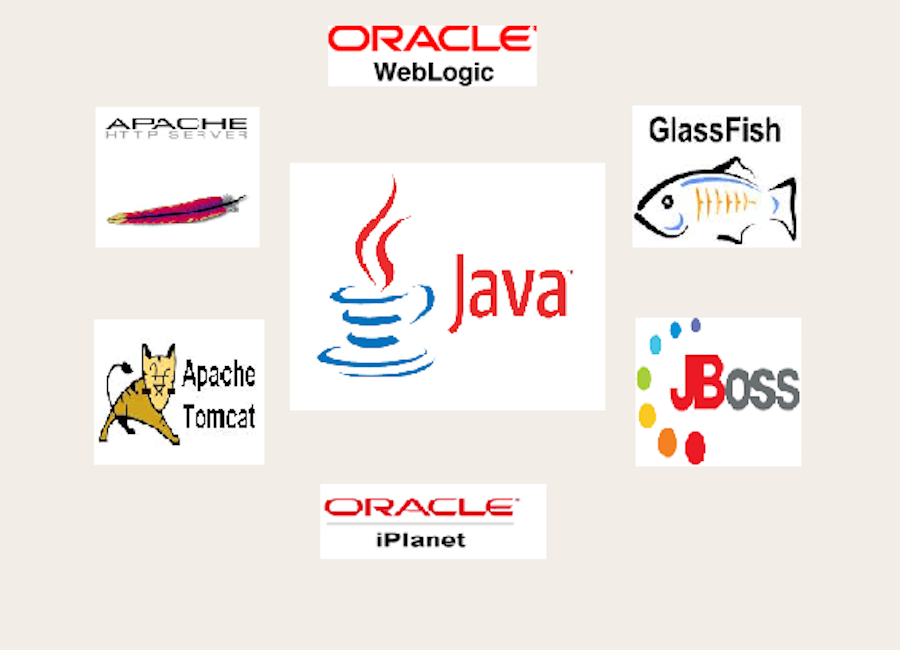 ORACLE
WebLogic
APACHE
HTTP SERVER
GlassFish
Java
Apache
Tomcat
JBoss
ORACLE
iPlanet